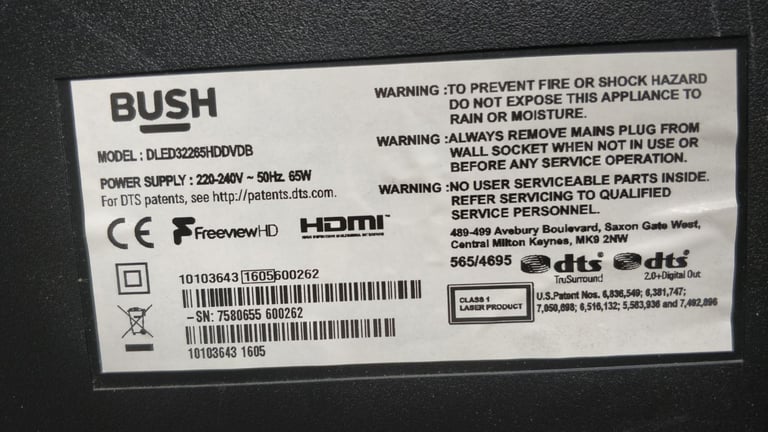 BUSH
MODEL : DLED32265HDDVDB
POWER SUPPLY : 220-240V ~ 50Hz. 65W
For DTS patents, see http://patents.dts.com.
CE FreeviewHD HDMI
10103643 1605600262
-SN: 7580655 600262
10103643 1605
WARNING :TO PREVENT FIRE OR SHOCK HAZARD
DO NOT EXPOSE THIS APPLIANCE TO
RAIN OR MOISTURE.
WARNING :ALWAYS REMOVE MAINS PLUG FROM
WALL SOCKET WHEN NOT IN USE OR
BEFORE ANY SERVICE OPERATION.
WARNING :NO USER SERVICEABLE PARTS INSIDE.
REFER SERVICING TO QUALIFIED
SERVICE PERSONNEL.
489-499 Avebury Boulevard, Saxon Gate West,
Central Milton Keynes, MK9 2NW
565/4695 dts dts
TruSurround 2.0+Digital Out
CLASS 1
LASER PRODUCT
U.S.Patent Nos. 6,836,549; 6,381,747;
7,050,698; 6,516,132; 5,583,936 and 7,492,896